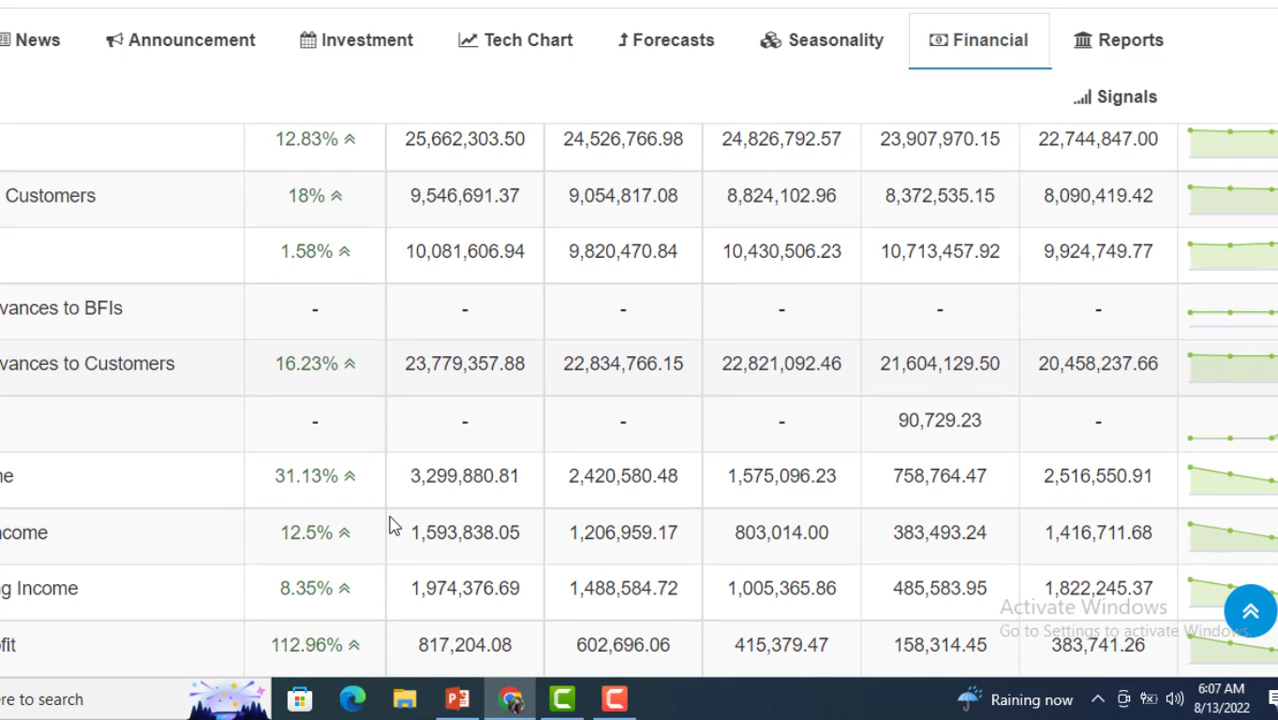 News Announcement Investment Tech Chart Forecasts Seasonality Financial Reports
Signals
12.83% 25,662,303.50 24,526,766.98 24,826,792.57 23,907,970.15 22,744,847.00
Customers 18% 9,546,691.37 9,054,817.08 8,824,102.96 8,372,535.15 8,090,419.42
1.58% 10,081,606.94 9,820,470.84 10,430,506.23 10,713,457.92 9,924,749.77
vances to BFIs - - - - - -
vances to Customers 16.23% 23,779,357.88 22,834,766.15 22,821,092.46 21,604,129.50 20,458,237.66
- - - - 90,729.23 -
ne 31.13% 3,299,880.81 2,420,580.48 1,575,096.23 758,764.47 2,516,550.91
ncome 12.5% 1,593,838.05 1,206,959.17 803,014.00 383,493.24 1,416,711.68
g Income 8.35% 1,974,376.69 1,488,584.72 1,005,365.86 485,583.95 1,822,245.37
Activate Windows
Go to Settings to activate Windows.
fit 112.96% 817,204.08 602,696.06 415,379.47 158,314.45 383,741.26
re to search Raining now 6:07 AM
8/13/2022